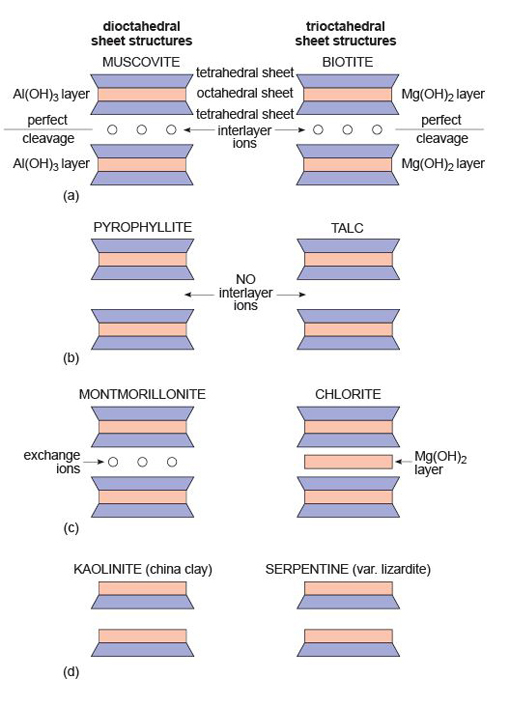 dioctahedral
sheet structures
trioctahedral
sheet structures
MUSCOVITE
BIOTITE
tetrahedral sheet
Al(OH)3 layer
octahedral sheet
Mg(OH)2 layer
tetrahedral sheet
perfect
cleavage
interlayer
ions
perfect
cleavage
Al(OH)3 layer
Mg(OH)2 layer
(a)
PYROPHYLLITE
TALC
NO
interlayer
ions
(b)
MONTMORILLONITE
CHLORITE
exchange
ions
Mg(OH)2
layer
(c)
KAOLINITE (china clay)
SERPENTINE (var. lizardite)
(d)